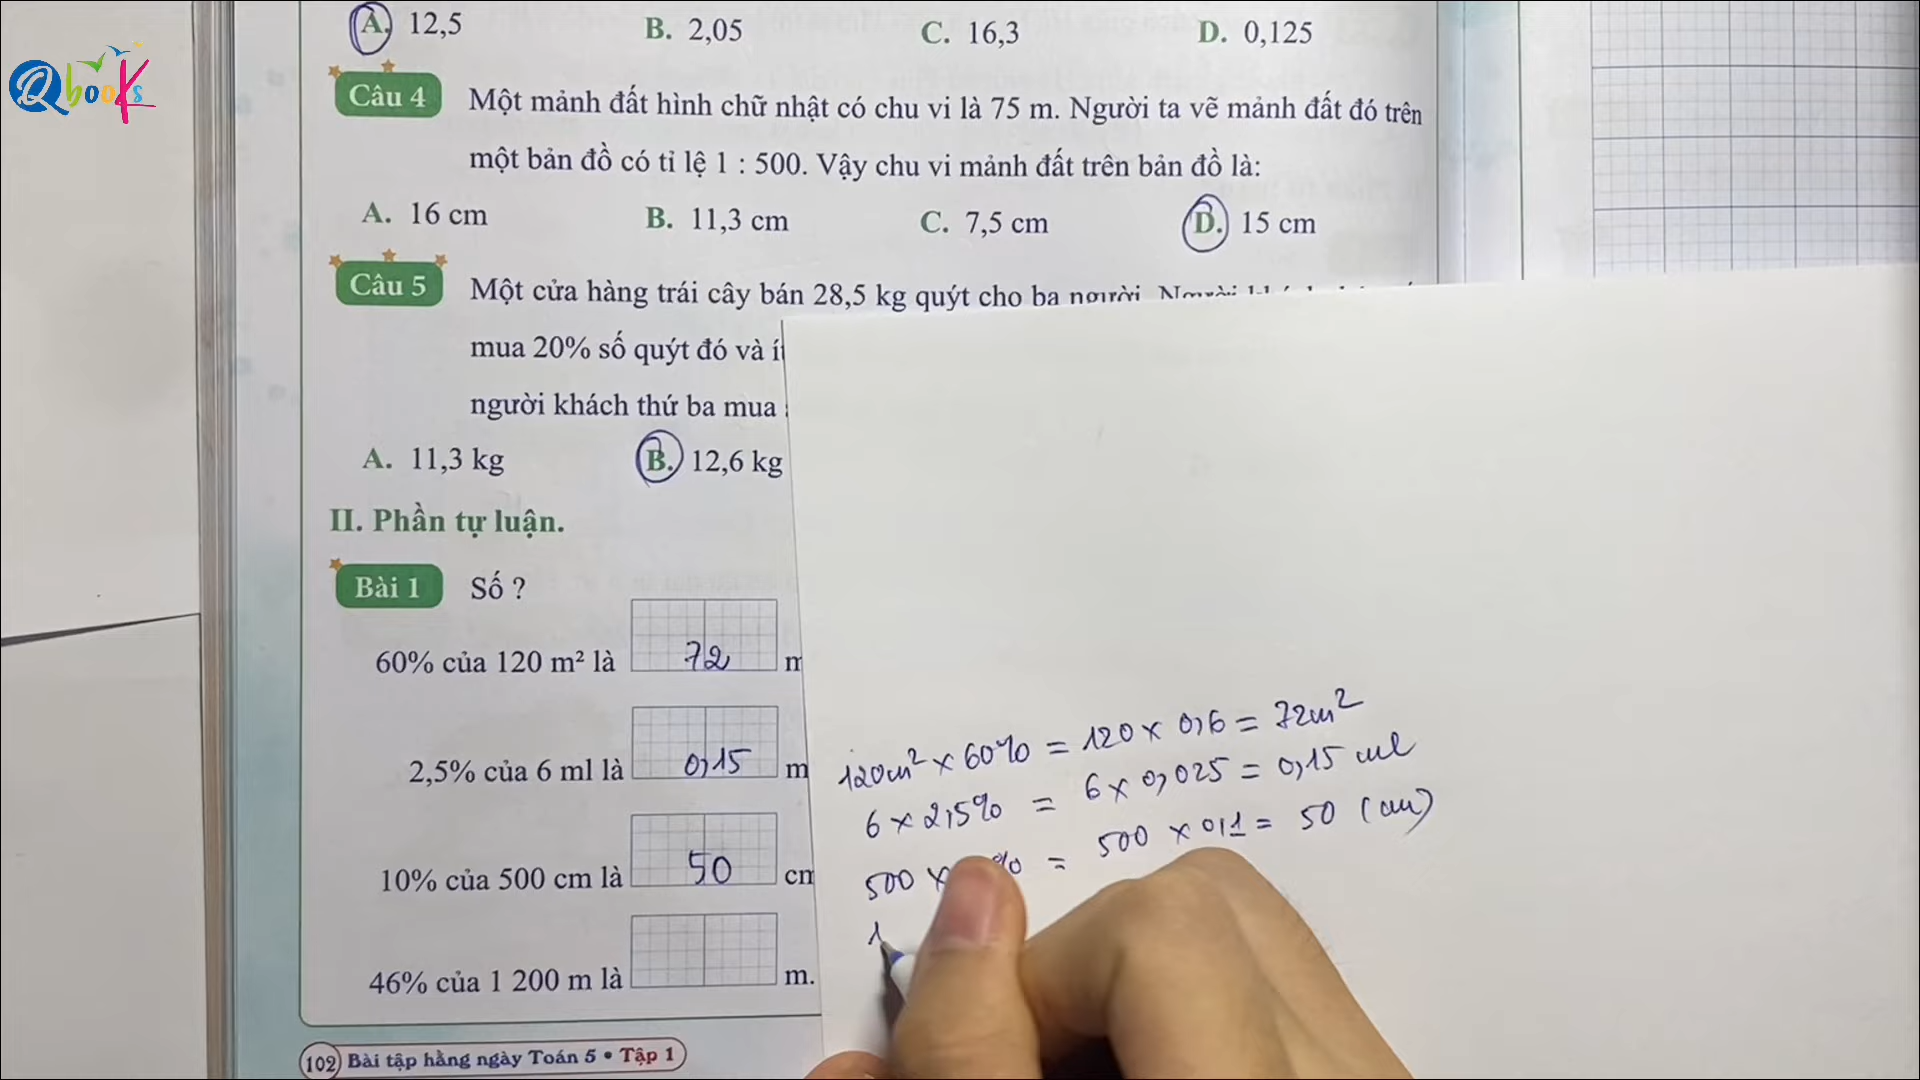 Qbooks
A. 12,5 B. 2,05 C. 16,3 D. 0,125
Câu 4 Một mảnh đất hình chữ nhật có chu vi là 75 m. Người ta vẽ mảnh đất đó trên
một bản đồ có tỉ lệ 1 : 500. Vậy chu vi mảnh đất trên bản đồ là:
A. 16 cm B. 11,3 cm C. 7,5 cm D. 15 cm
Câu 5 Một cửa hàng trái cây bán 28,5 kg quýt cho ba người. Người
mua 20% số quýt đó và
người khách thứ ba mua
A. 11,3 kg B. 12,6 kg
II. Phần tự luận.
Bài 1 Số ?
60% của 120 m² là 72 m
2,5% của 6 ml là 0,15 m
10% của 500 cm là 50 cm
46% của 1 200 m là m.
120m² x 60% = 120 x 0,6 = 72m²
6 x 2,5% = 6 x 0,025 = 0,15 ml
500 x % = 500 x 0,1 = 50 (cm)
1
102 Bài tập hằng ngày Toán 5 • Tập 1